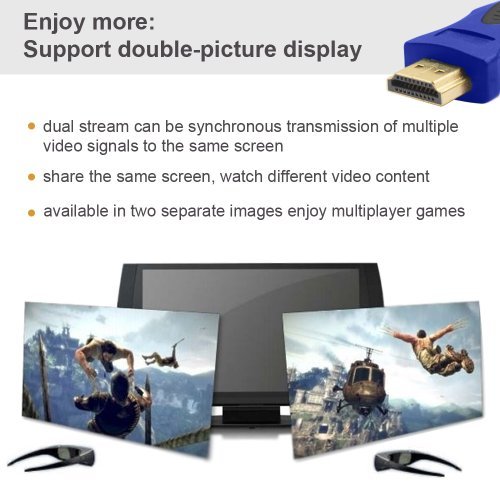 Enjoy more:
Support double-picture display
dual stream can be synchronous transmission of multiple
video signals to the same screen
share the same screen, watch different video content
available in two separate images enjoy multiplayer games